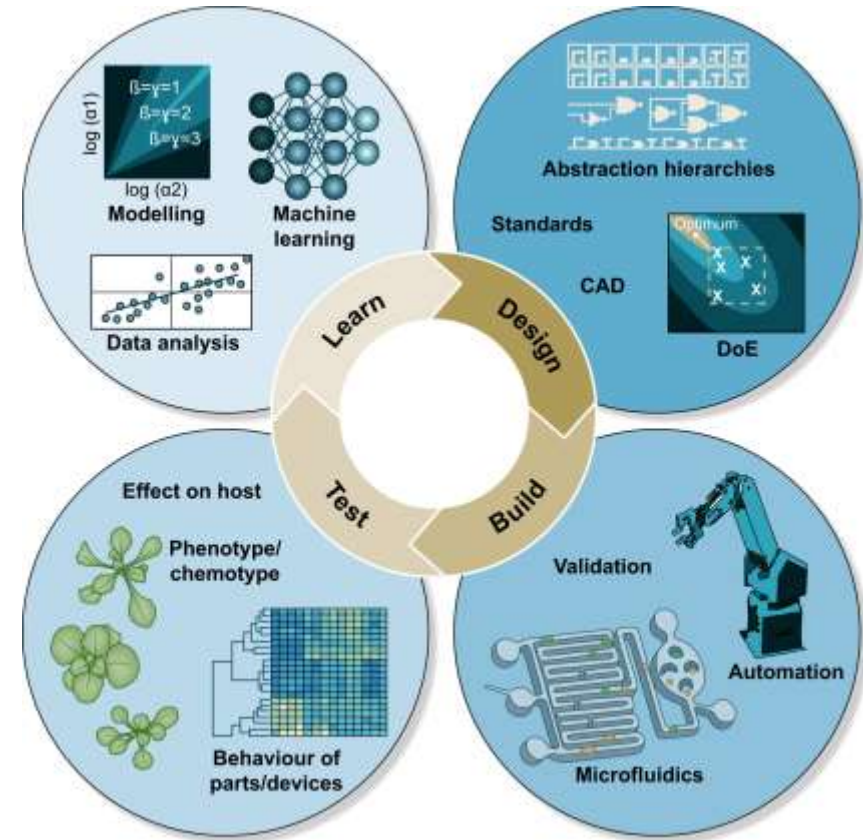 ß=γ=1
ß=γ=2
ß=γ=3
log (α1)
log (α2)
Modelling
Machine
learning
Data analysis
Abstraction hierarchies
Standards
Optimum
X
X
X
X
X
CAD
DoE
Learn
Design
Test
Build
Effect on host
Phenotype/
chemotype
Behaviour of
parts/devices
Validation
Automation
Microfluidics